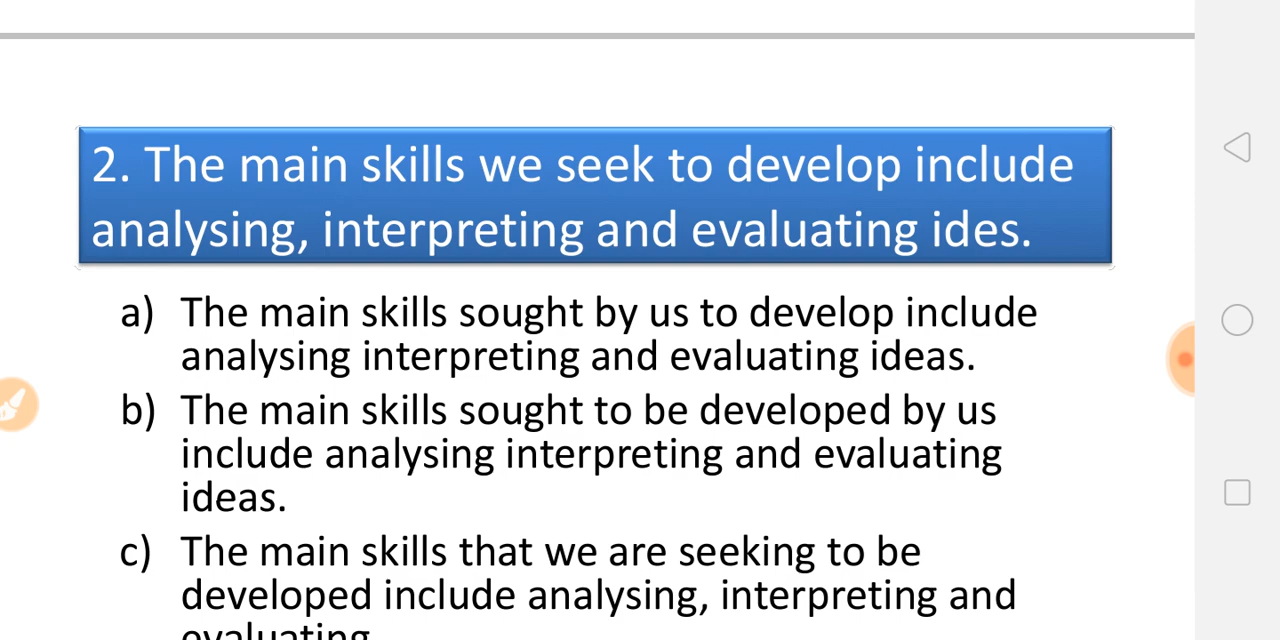 2. The main skills we seek to develop include
analysing, interpreting and evaluating ides.
a) The main skills sought by us to develop include
analysing interpreting and evaluating ideas.
b) The main skills sought to be developed by us
include analysing interpreting and evaluating
ideas.
c) The main skills that we are seeking to be
developed include analysing, interpreting and
evaluating